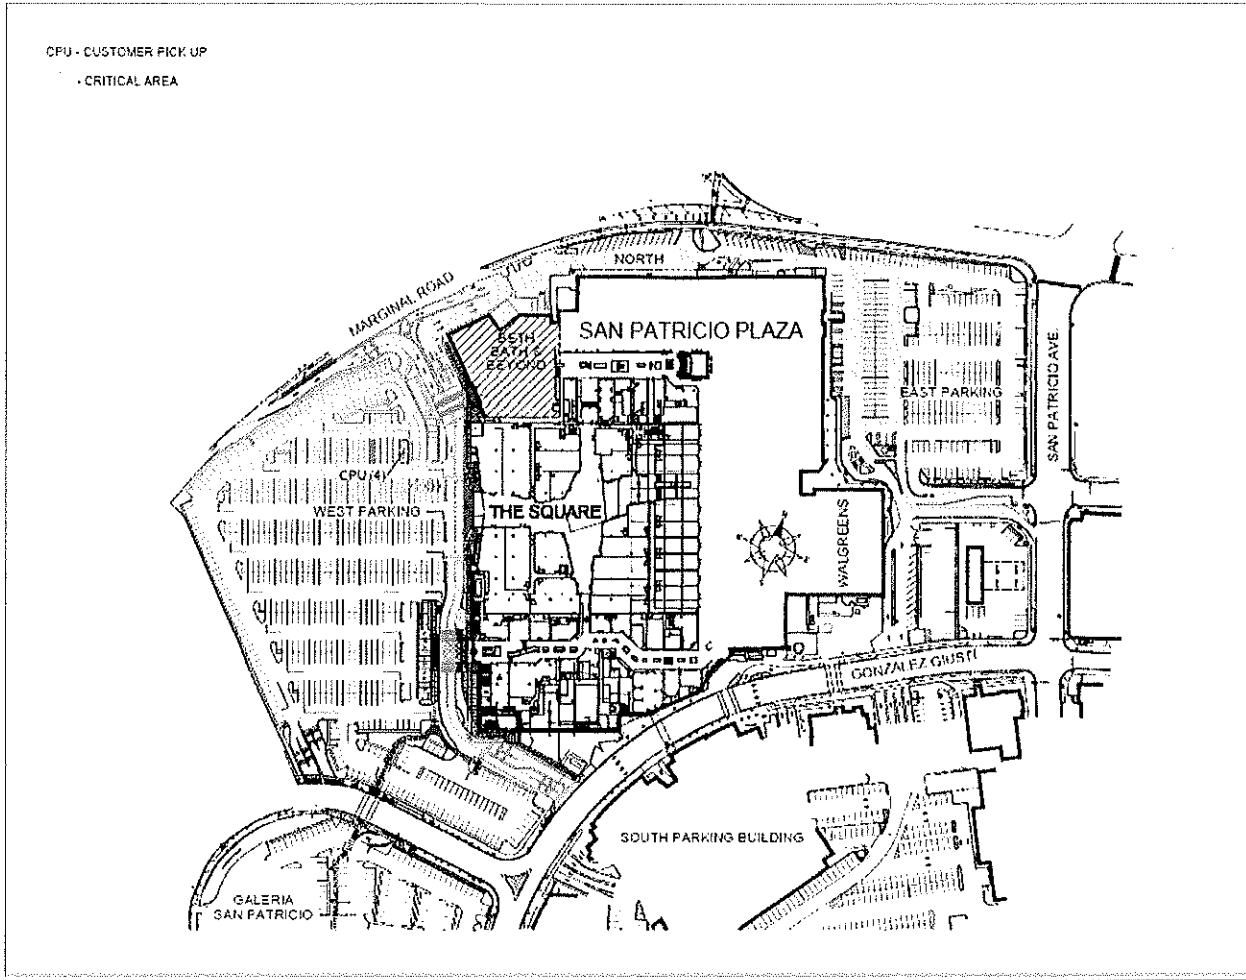 CPU - CUSTOMER PICK UP
- CRITICAL AREA
NORTH
MARGINAL ROAD
SAN PATRICIO PLAZA
BATH &
BEYOND
EAST PARKING
SAN PATRICIO AVE.
CPU (4)
WEST PARKING
THE SQUARE
WALGREENS
GONZALEZ GIUSTI
SOUTH PARKING BUILDING
GALERIA
SAN PATRICIO